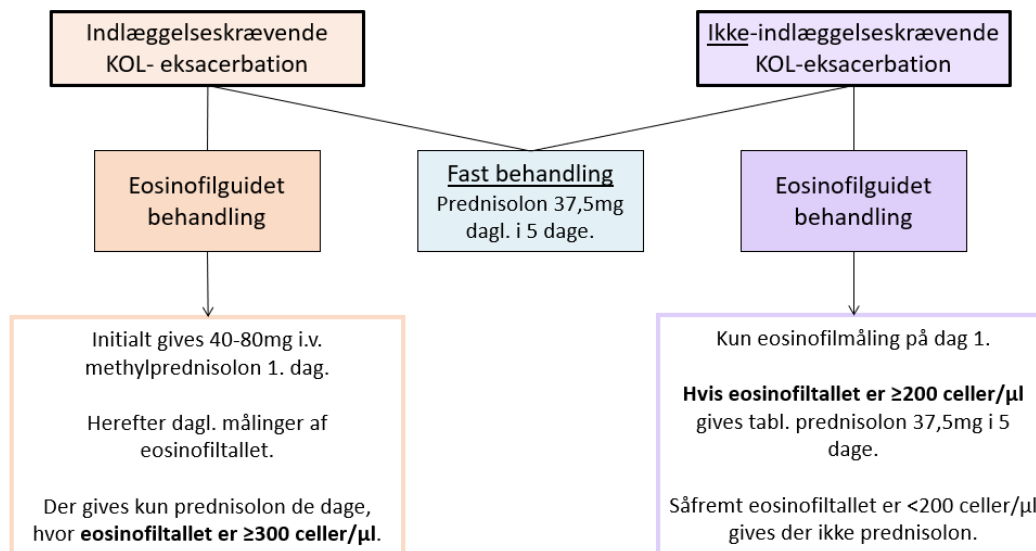 Indlæggelseskrævende
KOL- eksacerbation
Ikke-indlæggelseskrævende
KOL-eksacerbation
Eosinofilguidet
behandling
Fast behandling
Prednisolon 37,5mg
dagl. i 5 dage.
Eosinofilguidet
behandling
Initialt gives 40-80mg i.v.
methylprednisolon 1. dag.
Herefter dagl. målinger af
eosinofiltallet.
Der gives kun prednisolon de dage,
hvor eosinofiltallet er ≥300 celler/µl.
Kun eosinofilmåling på dag 1.
Hvis eosinofiltallet er ≥200 celler/µl
gives tabl. prednisolon 37,5mg i 5
dage.
Såfremt eosinofiltallet er <200 celler/µl
gives der ikke prednisolon.